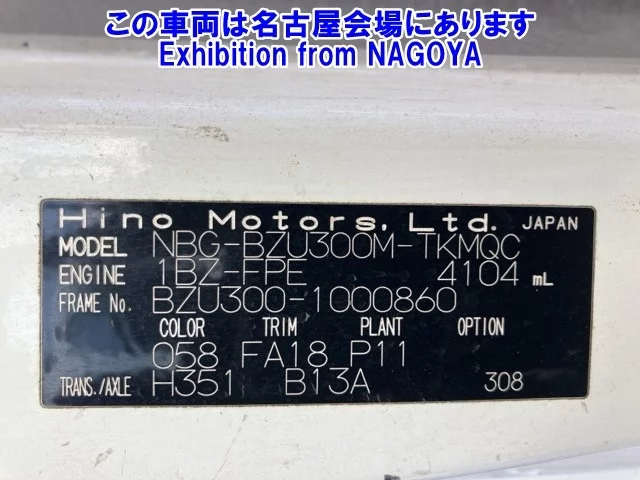 この車両は名古屋会場にあります
Exhibition from NAGOYA
Hino Motors, Ltd. JAPAN
MODEL NBG-BZU300M-TKMQC
ENGINE 1BZ-FPE 4104 mL
FRAME No. BZU300-1000860
COLOR TRIM PLANT OPTION
058 FA18 P11
TRANS./AXLE H351 B13A 308